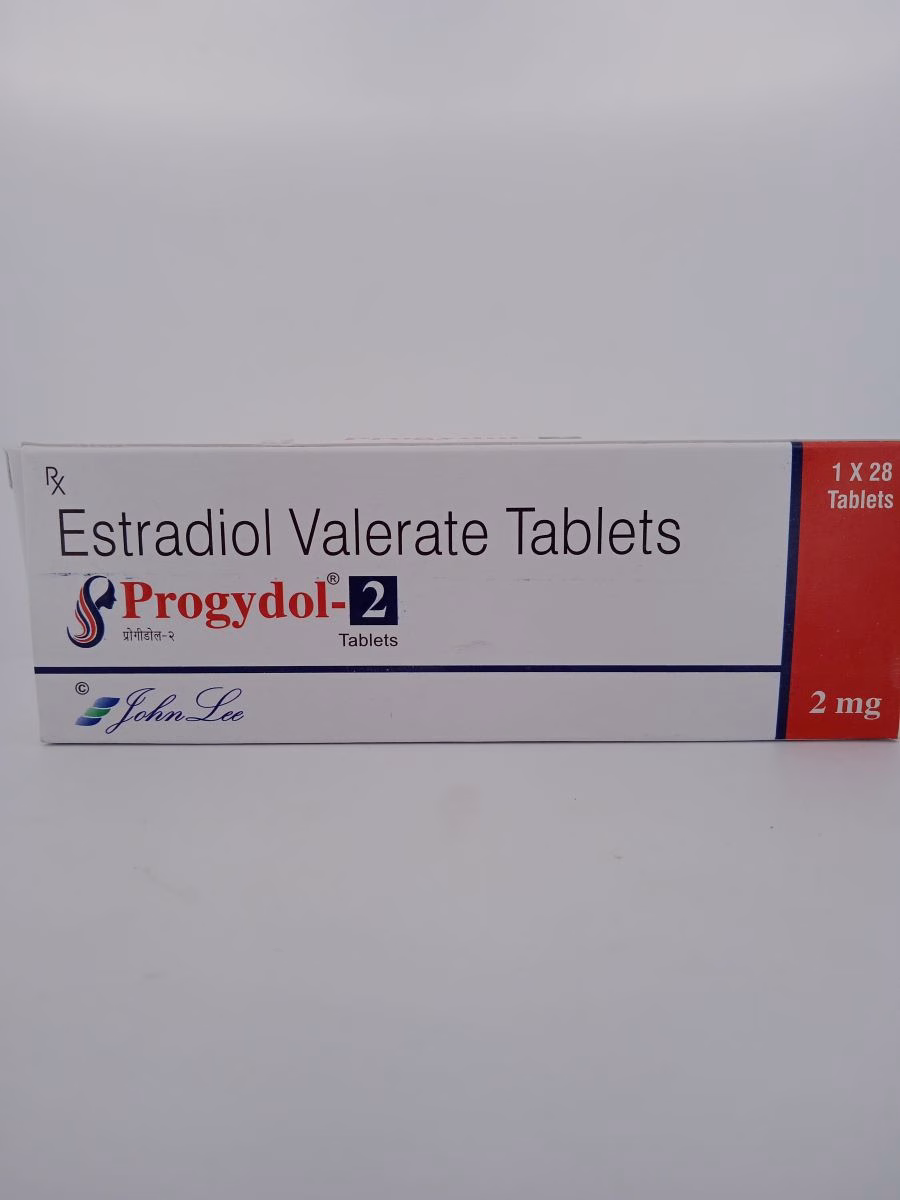 Rx
Estradiol Valerate Tablets
Progydol®-2
प्रोगीडोल-२
Tablets
© John Lee
1 X 28
Tablets
2 mg